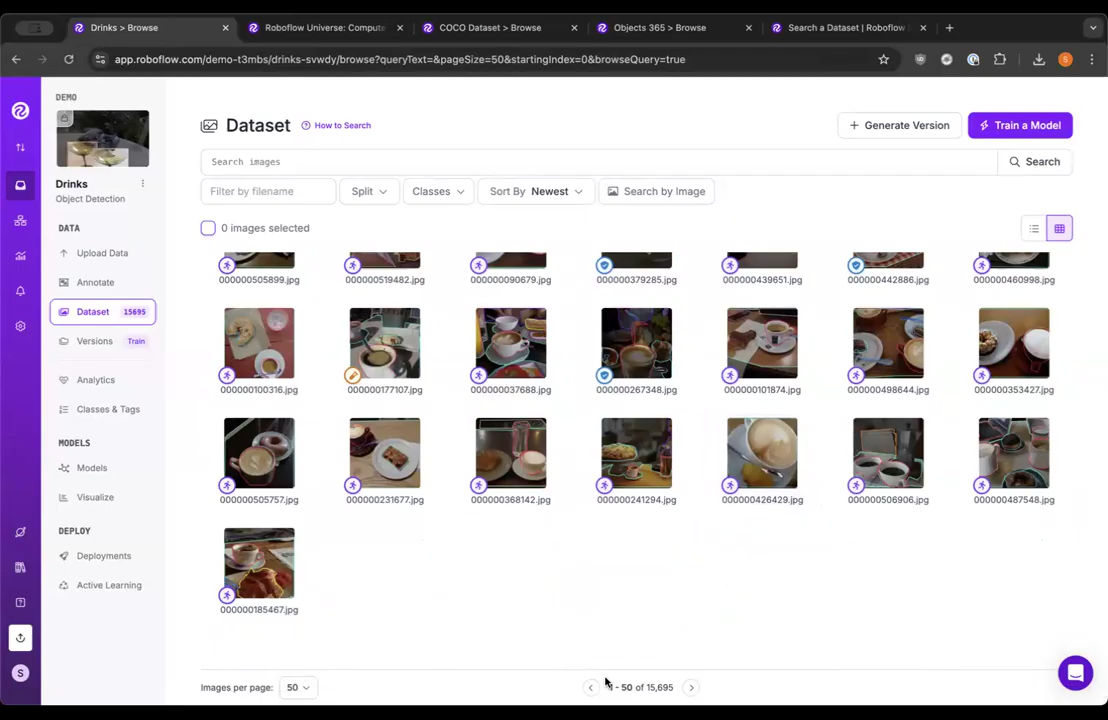 Drinks > Browse
Roboflow Universe: Compute
COCO Dataset > Browse
Objects 365 > Browse
Search a Dataset | Roboflow
app.roboflow.com/demo-t3mbs/drinks-svwdy/browse?queryText=&pageSize=50&startingIndex=0&browseQuery=true
S
DEMO
Drinks
Object Detection
DATA
Upload Data
Annotate
Dataset 15695
Versions Train
Analytics
Classes & Tags
MODELS
Models
Visualize
DEPLOY
Deployments
Active Learning
S
Dataset
How to Search
Generate Version
Train a Model
Search images
Search
Filter by filename
Split
Classes
Sort By Newest
Search by Image
0 images selected
000000505899.jpg
000000519482.jpg
000000090679.jpg
000000379285.jpg
000000439651.jpg
000000442886.jpg
000000460998.jpg
000000100316.jpg
000000177107.jpg
000000037688.jpg
000000267348.jpg
000000101874.jpg
000000498644.jpg
000000353427.jpg
000000505757.jpg
000000231677.jpg
000000368142.jpg
000000241294.jpg
000000426429.jpg
000000506906.jpg
000000487548.jpg
000000185467.jpg
Images per page: 50
- 50 of 15,695